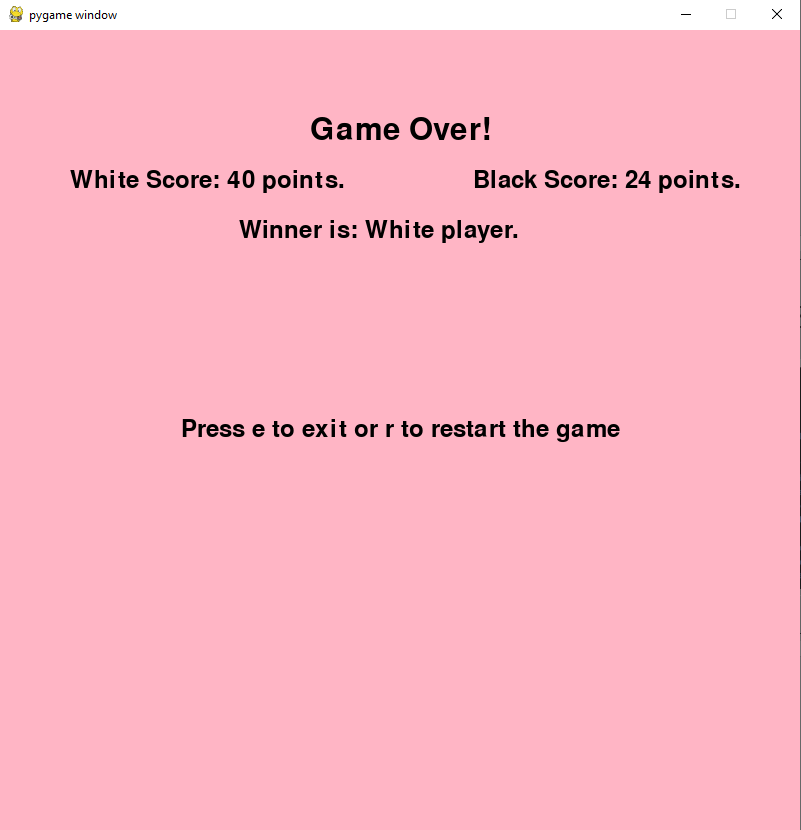 pygame window
Game Over!
White Score: 40 points. Black Score: 24 points.
Winner is: White player.
Press e to exit or r to restart the game